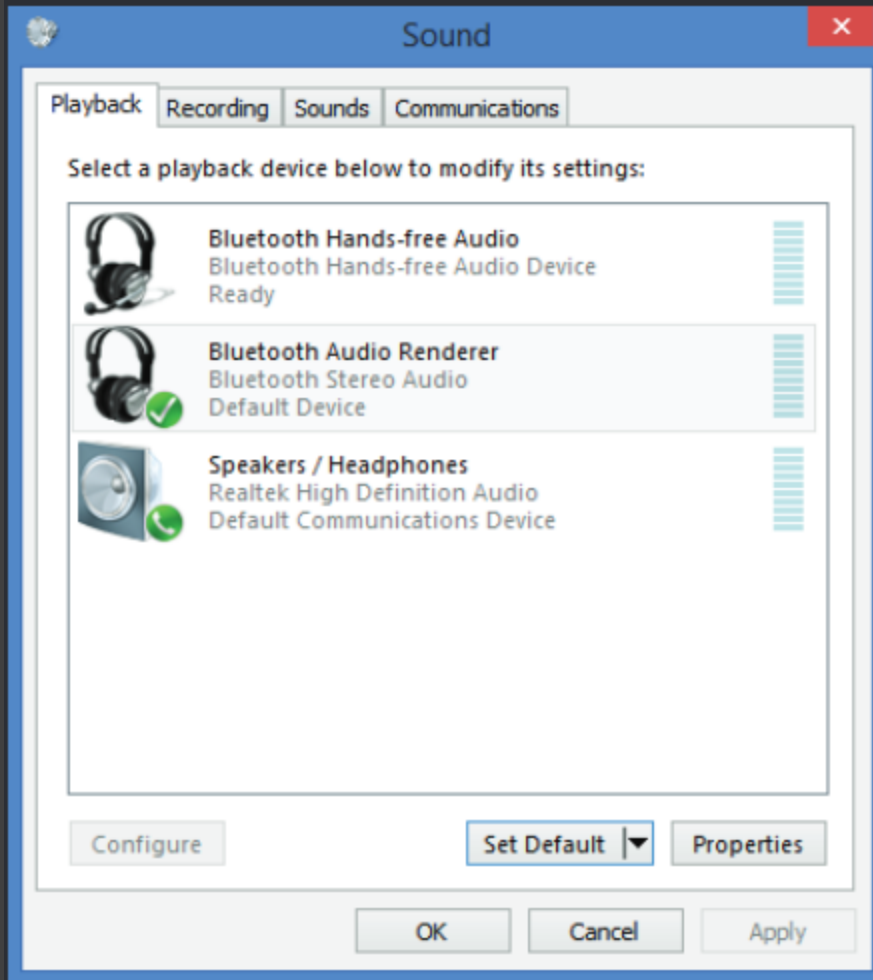 Sound
Playback
Recording
Sounds
Communications
Select a playback device below to modify its settings:
Bluetooth Hands-free Audio
Bluetooth Hands-free Audio Device
Ready
Bluetooth Audio Renderer
Bluetooth Stereo Audio
Default Device
Speakers / Headphones
Realtek High Definition Audio
Default Communications Device
Configure
Set Default
Properties
OK
Cancel
Apply